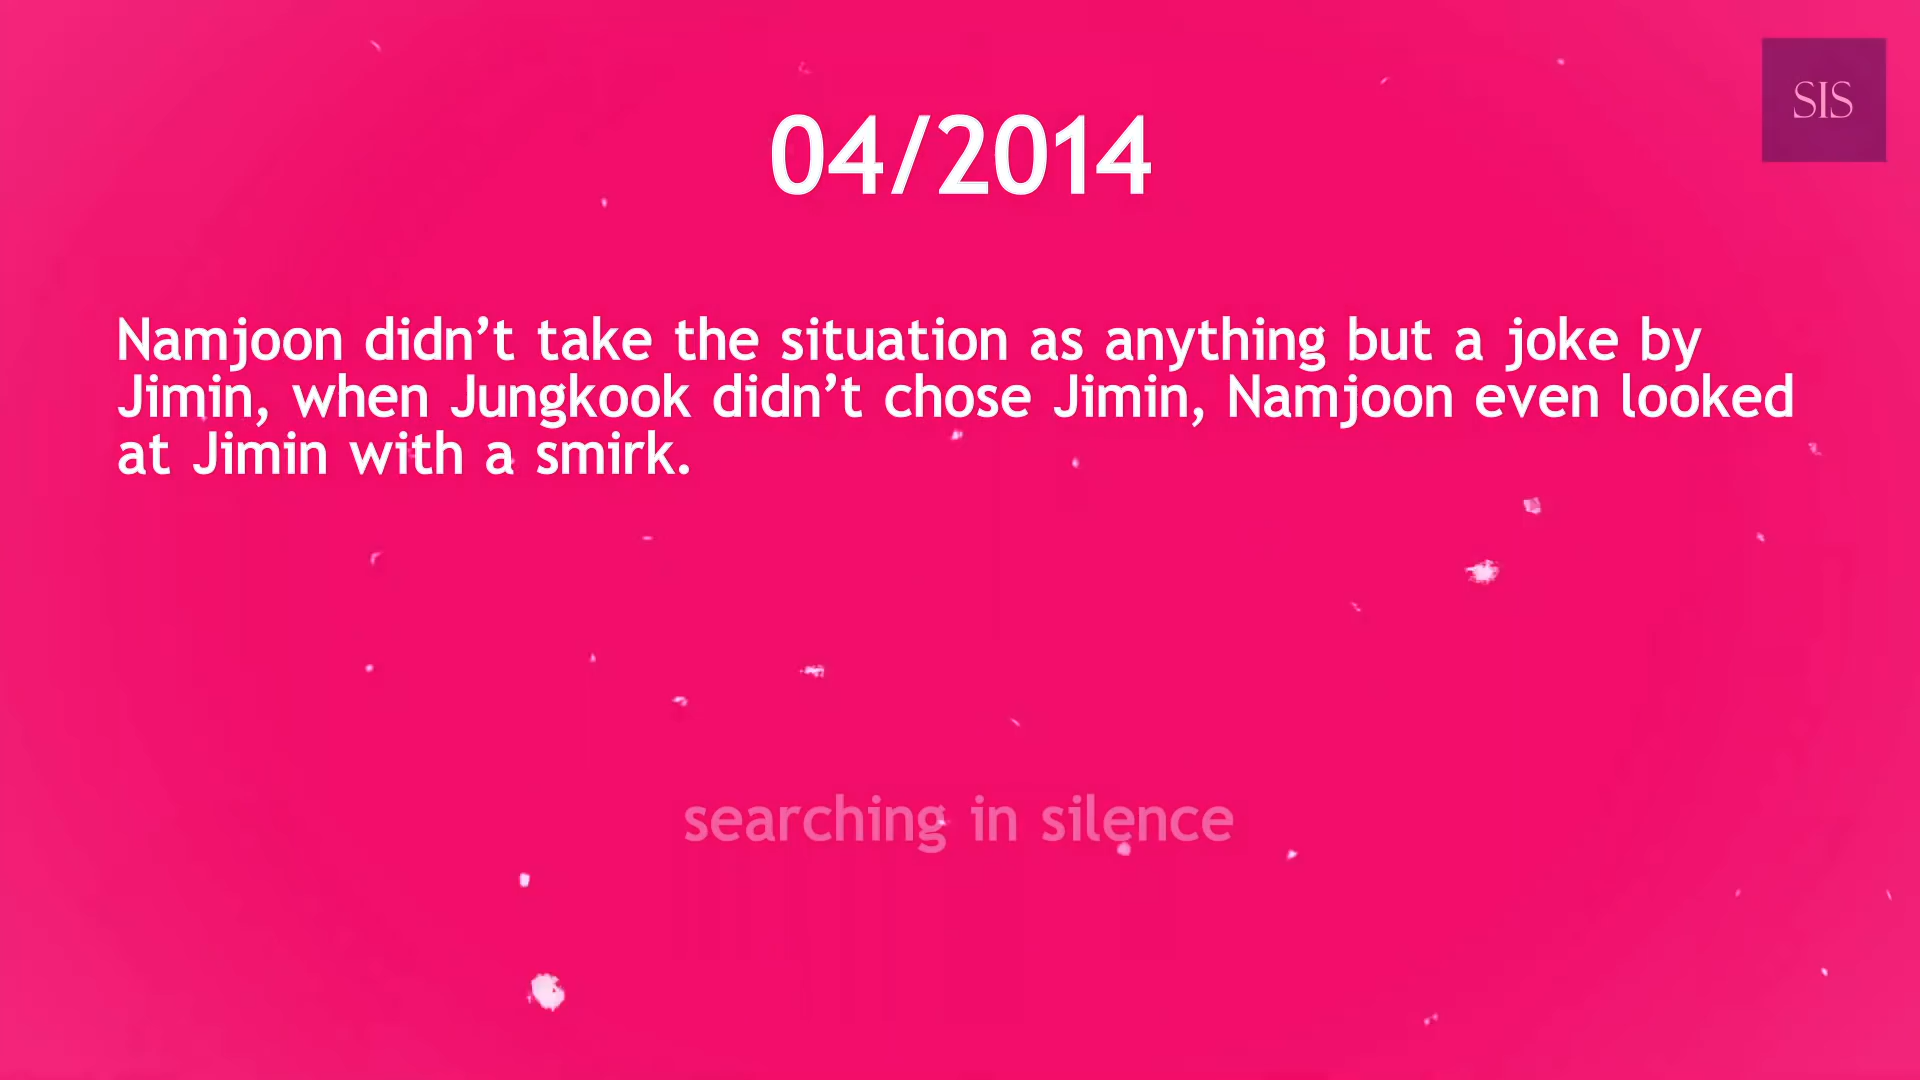 SIS
04/2014
Namjoon didn’t take the situation as anything but a joke by
Jimin, when Jungkook didn’t chose Jimin, Namjoon even looked
at Jimin with a smirk.
searching in silence